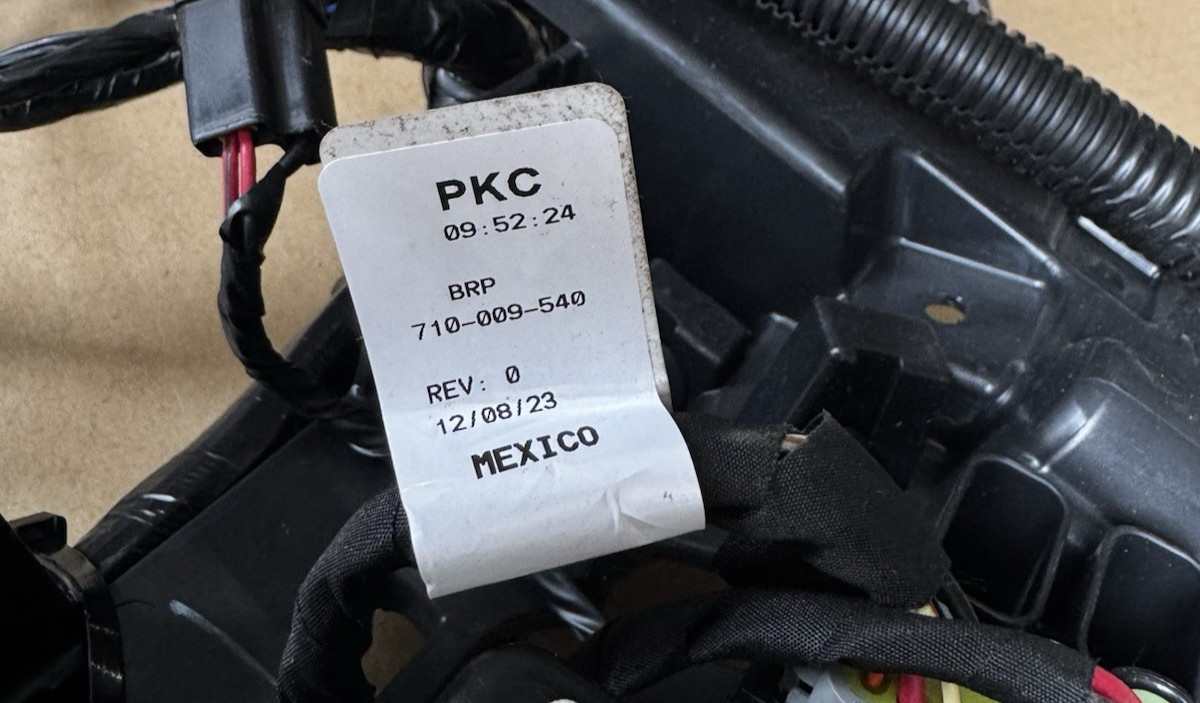 PKC
09:52:24
BRP
710-009-540
REV: 0
12/08/23
MEXICO